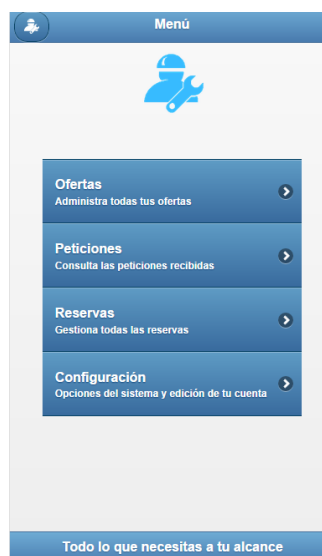 Menú
Ofertas
Administra todas tus ofertas
Peticiones
Consulta las peticiones recibidas
Reservas
Gestiona todas las reservas
Configuración
Opciones del sistema y edición de tu cuenta
Todo lo que necesitas a tu alcance